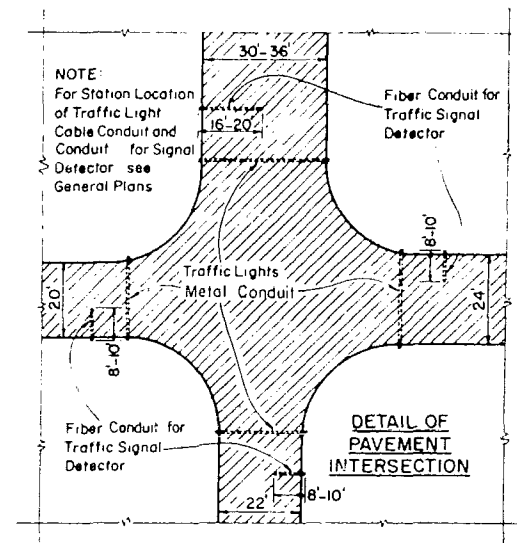 30'-36'
NOTE:
For Station Location
of Traffic Light
Cable Conduit and
Conduit for Signal
Detector see
General Plans
16'-20'
Fiber Conduit for
Traffic Signal
Detector
8'-10'
20'
Traffic Lights
Metal Conduit
24'
8'-10'
Fiber Conduit for
Traffic Signal
Detector
DETAIL OF
PAVEMENT
INTERSECTION
8'-10'
22'